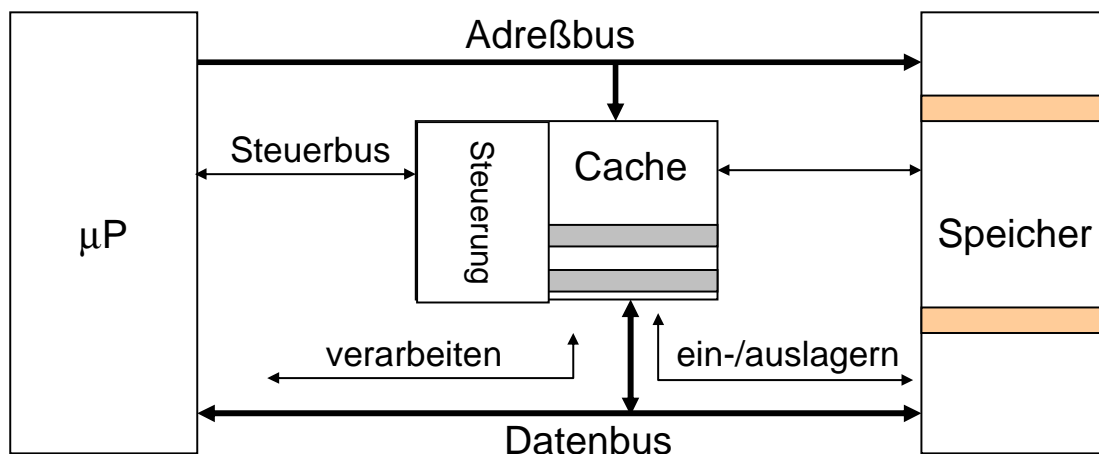 Adreßbus
Steuerbus
Steuerung
Cache
μP
Speicher
verarbeiten
ein-/auslagern
Datenbus